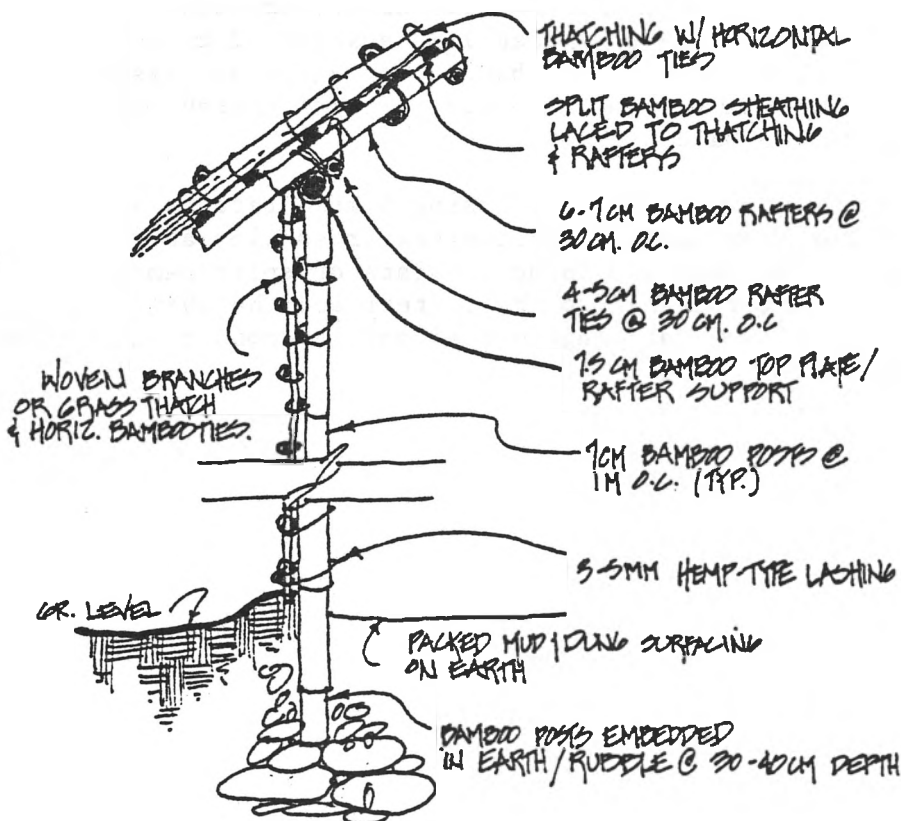 THATCHING W/ HORIZONTAL
BAMBOO TIES
SPLIT BAMBOO SHEATHING
LACED TO THATCHING
& RAFTERS
6-7CM BAMBOO RAFTERS @
30CM. O.C.
4-5CM BAMBOO RAFTER
TIES @ 30 CM. O.C
7.5 CM BAMBOO TOP PLATE/
RAFTER SUPPORT
WOVEN BRANCHES
OR GRASS THATCH
& HORIZ. BAMBOO TIES.
7CM BAMBOO POSTS @
1M O.C. (TYP.)
3-5MM HEMP-TYPE LASHING
GR. LEVEL
PACKED MUD / DUNG SURFACING
ON EARTH
BAMBOO POSTS EMBEDDED
IN EARTH/RUBBLE @ 30-40CM DEPTH